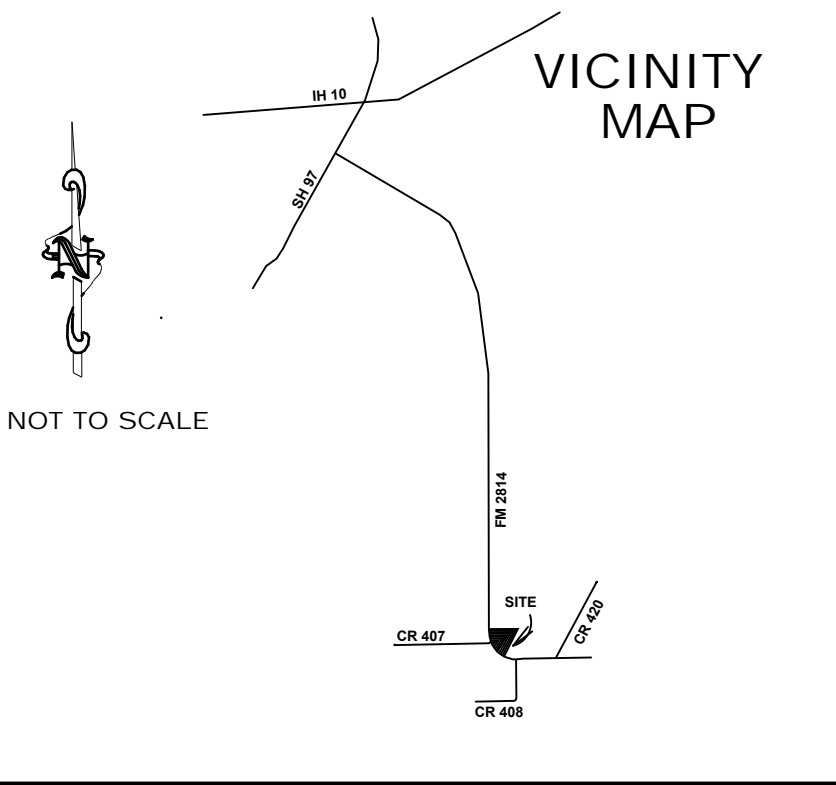 VICINITY
MAP
IH 10
SH 97
N
NOT TO SCALE
FM 2814
SITE
CR 420
CR 407
CR 408